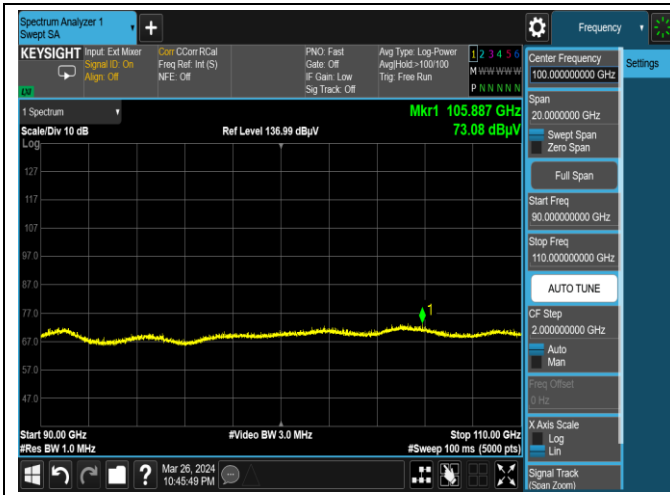 Spectrum Analyzer 1
Swept SA
Frequency
KEYSIGHT
Input: Ext Mixer
Signal ID: On
Align: Off
Corr CCorr RCal
Freq Ref: Int (S)
NFE: Off
PNO: Fast
Gate: Off
IF Gain: Low
Sig Track: Off
Avg Type: Log-Power
Avg|Hold:>100/100
Trig: Free Run
1 2 3 4 5 6
M W W W W W
P N N N N N
LXI
1 Spectrum
Scale/Div 10 dB
Ref Level 136.99 dBµV
Mkr1 105.887 GHz
73.08 dBµV
Log
127
117
107
97.0
87.0
77.0
67.0
57.0
47.0
1
Start 90.00 GHz
#Res BW 1.0 MHz
#Video BW 3.0 MHz
Stop 110.00 GHz
#Sweep 100 ms (5000 pts)
Mar 26, 2024
10:45:49 PM
Center Frequency
100.000000000 GHz
Settings
Span
20.0000000 GHz
Swept Span
Zero Span
Full Span
Start Freq
90.000000000 GHz
Stop Freq
110.000000000 GHz
AUTO TUNE
CF Step
2.000000000 GHz
Auto
Man
Freq Offset
0 Hz
X Axis Scale
Log
Lin
Signal Track
(Span Zoom)